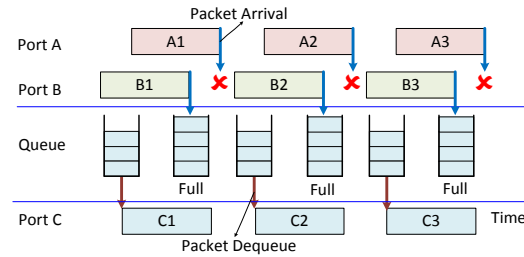 Packet Arrival
Port A A1 A2 A3
Port B B1 B2 B3
Queue
Full Full Full
Port C C1 C2 C3 Time
Packet Dequeue